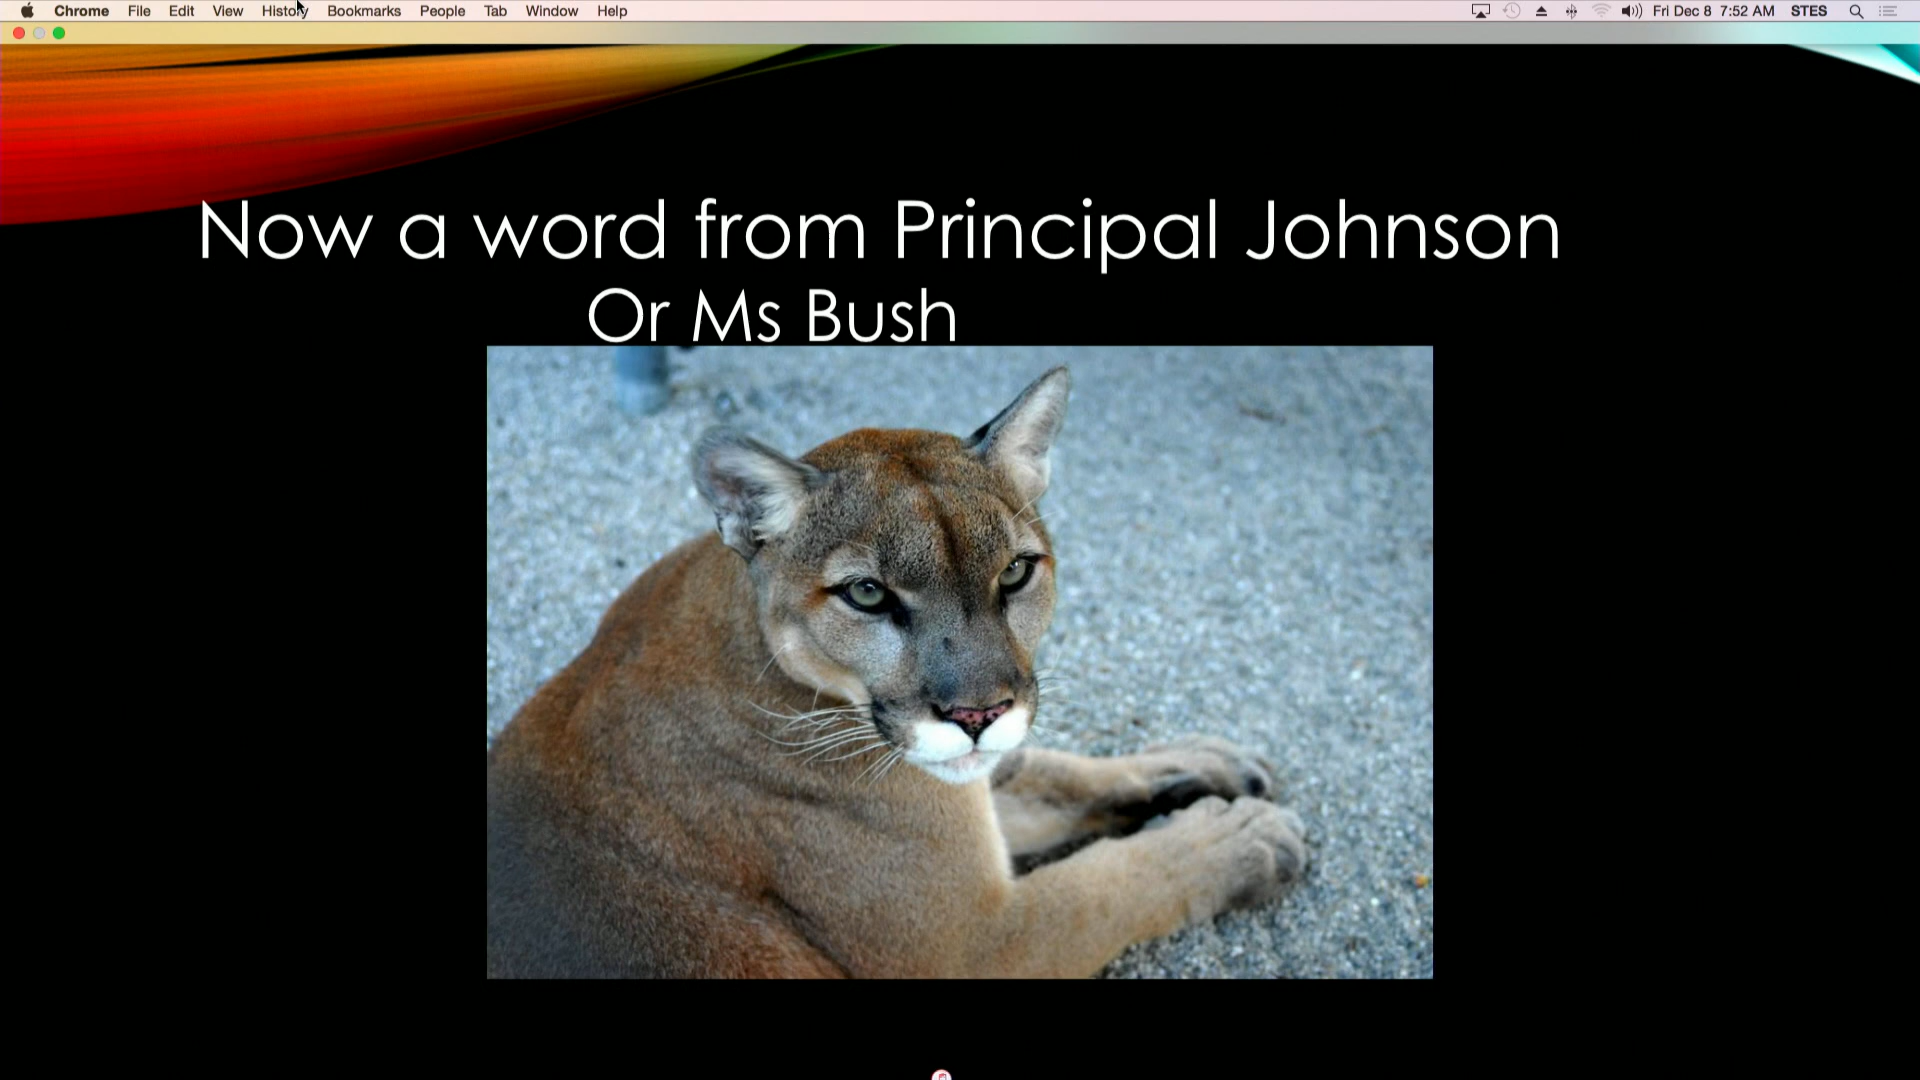 Chrome File Edit View History Bookmarks People Tab Window Help Fri Dec 8 7:52 AM STES
Now a word from Principal Johnson
Or Ms Bush